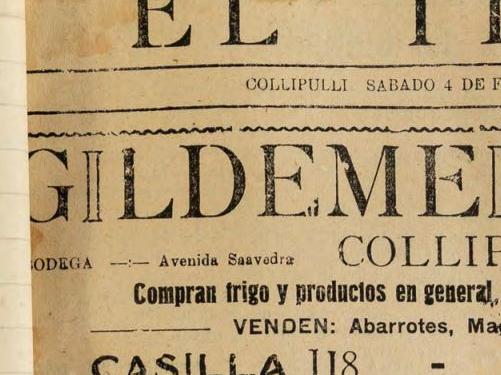 EL
COLLIPULLI SABADO 4 DE F
GILDEME
BODEGA —:— Avenida Saavedra COLLIP
Compran trigo y productos en general,
VENDEN: Abarrotes, Ma
CASILLA 118 -